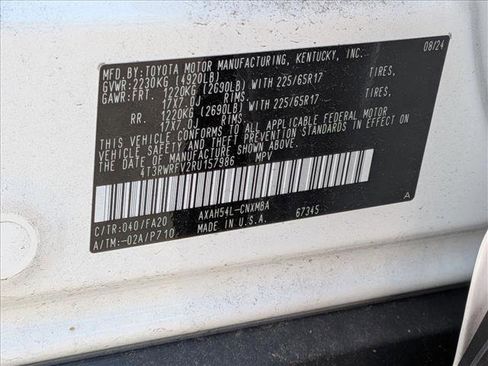 MFD.BY:TOYOTA MOTOR MANUFACTURING, KENTUCKY, INC. 08/24
GVWR:2230KG (4920LB)
GAWR:FRT. 1220KG (2690LB) WITH 225/65R17 TIRES,
17X7.0J RIMS
RR. 1220KG (2690LB) WITH 225/65R17 TIRES,
17X7.0J RIMS
THIS VEHICLE CONFORMS TO ALL APPLICABLE FEDERAL MOTOR
VEHICLE SAFETY AND THEFT PREVENTION STANDARDS IN EFFECT ON
THE DATE OF MANUFACTURE SHOWN ABOVE.
4T3RWRFV2RU157986 MPV
C/TR:040/FA20 AXAH54L-CNXMBA A
A/TM:-02A/P710 MADE IN U.S.A. 67345